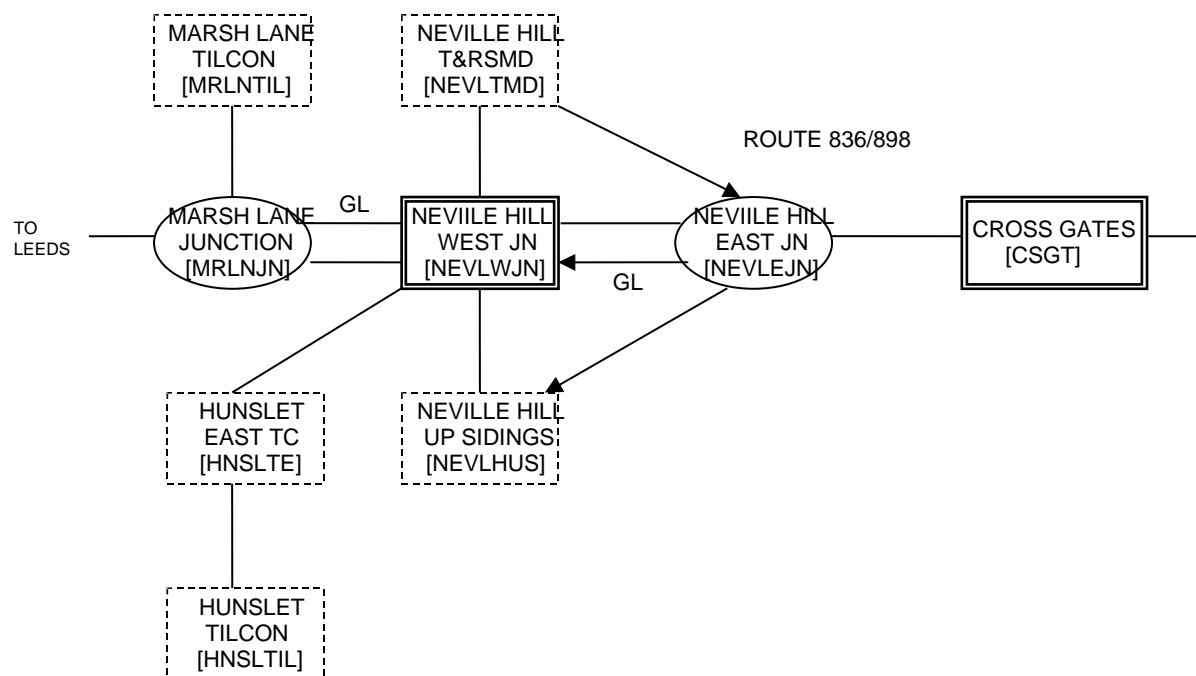 MARSH LANE
TILCON
[MRLNTIL]
NEVILLE HILL
T&RSMD
[NEVLTMD]
ROUTE 836/898
TO
LEEDS
MARSH LANE
JUNCTION
[MRLNJN]
GL
NEVIILE HILL
WEST JN
[NEVLWJN]
GL
NEVIILE HILL
EAST JN
[NEVLEJN]
CROSS GATES
[CSGT]
HUNSLET
EAST TC
[HNSLTE]
NEVILLE HILL
UP SIDINGS
[NEVLHUS]
HUNSLET
TILCON
[HNSLTIL]